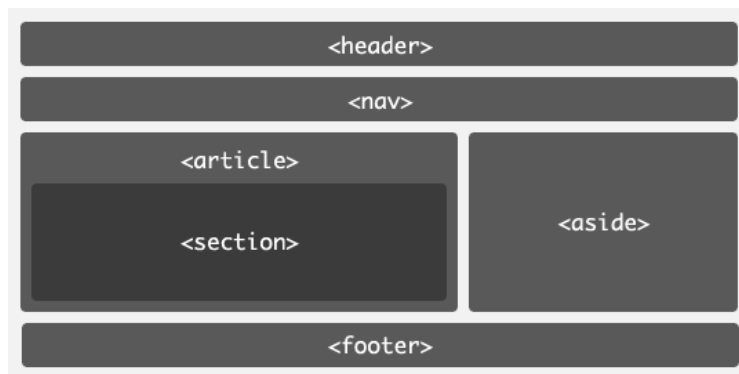 <header>
<nav>
<article>
<section>
<aside>
<footer>